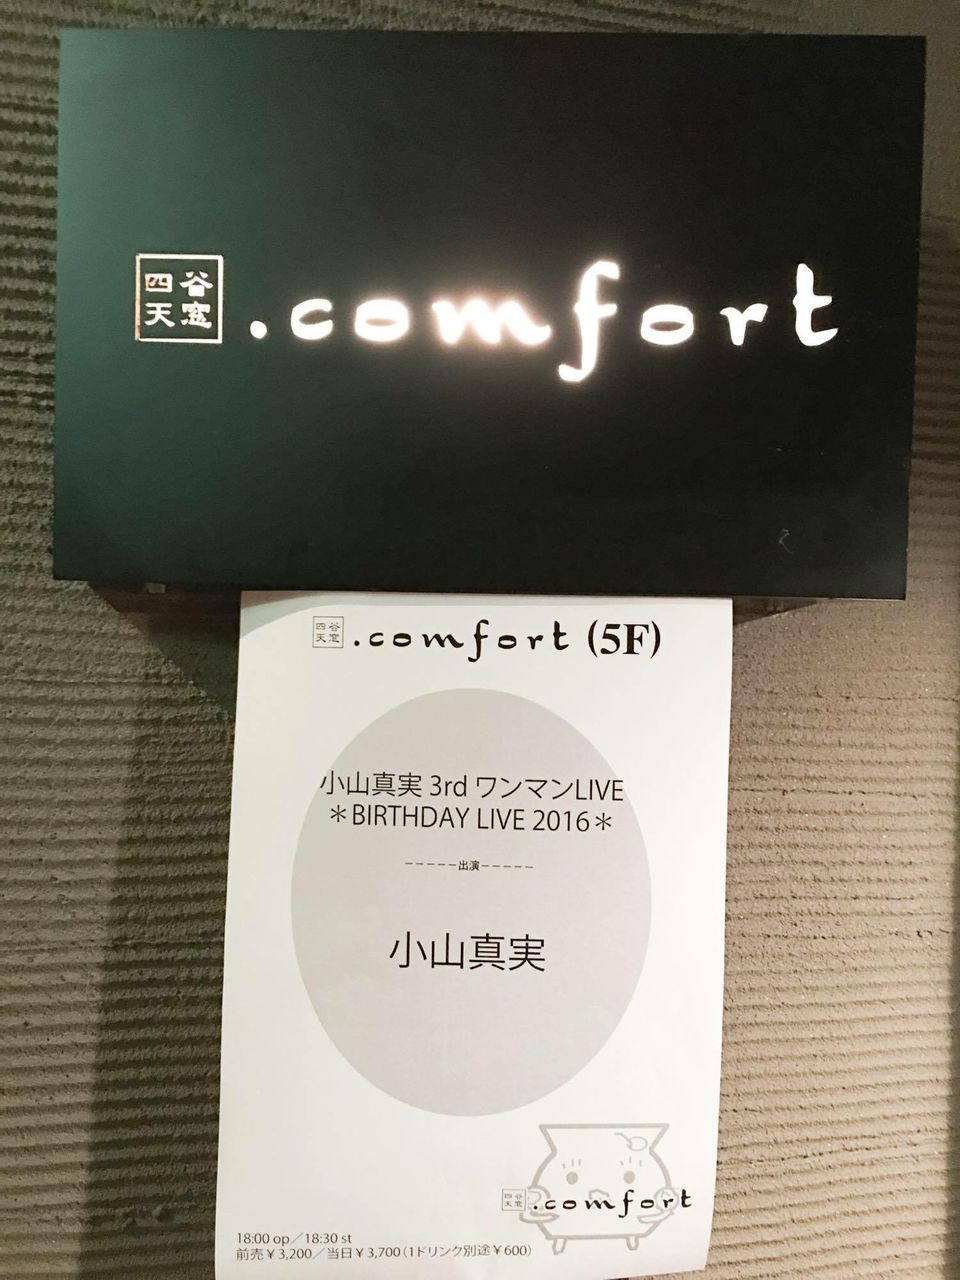 四谷
天窓
.comfort
四谷
天窓
.comfort (5F)
小山真実 3rd ワンマンLIVE
＊BIRTHDAY LIVE 2016＊
−−−−−出演−−−−−
小山真実
四谷
天窓
.comfort
18:00 op／18:30 st
前売￥3,200／当日￥3,700（1ドリンク別途￥600）